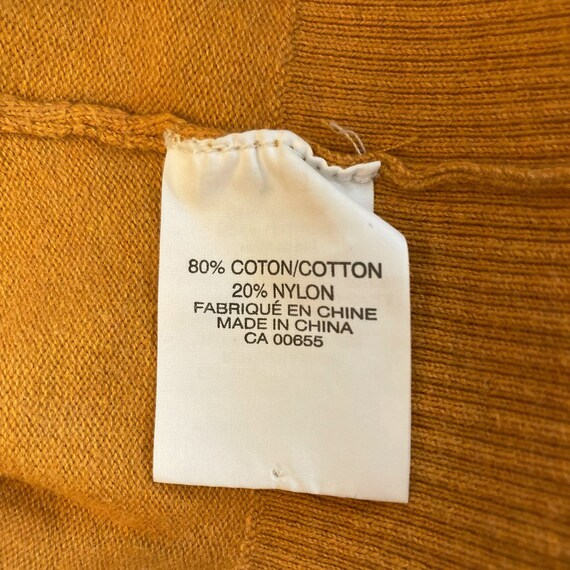 80% COTON/COTTON
20% NYLON
FABRIQUÉ EN CHINE
MADE IN CHINA
CA 00655